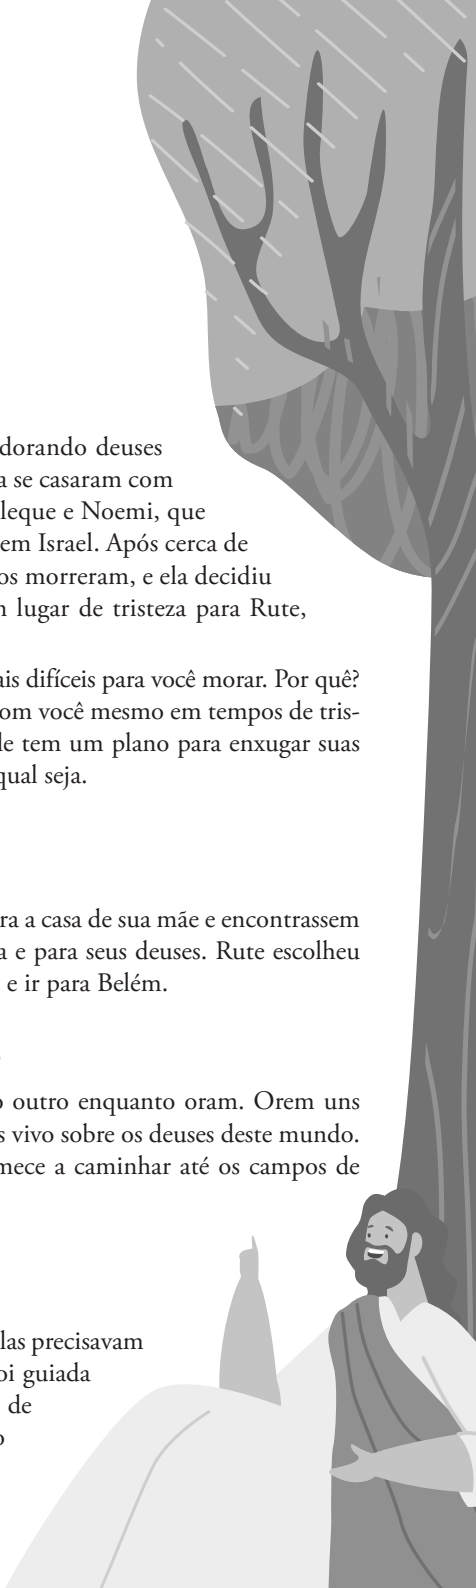 dorando deuses
a se casaram com
leque e Noemi, que
em Israel. Após cerca de
os morreram, e ela decidiu
lugar de tristeza para Rute,
ais difíceis para você morar. Por quê?
om você mesmo em tempos de tris-
le tem um plano para enxugar suas
qual seja.
ra a casa de sua mãe e encontrassem
a e para seus deuses. Rute escolheu
e ir para Belém.
o outro enquanto oram. Orem uns
s vivo sobre os deuses deste mundo.
mece a caminhar até os campos de
las precisavam
oi guiada
de
o